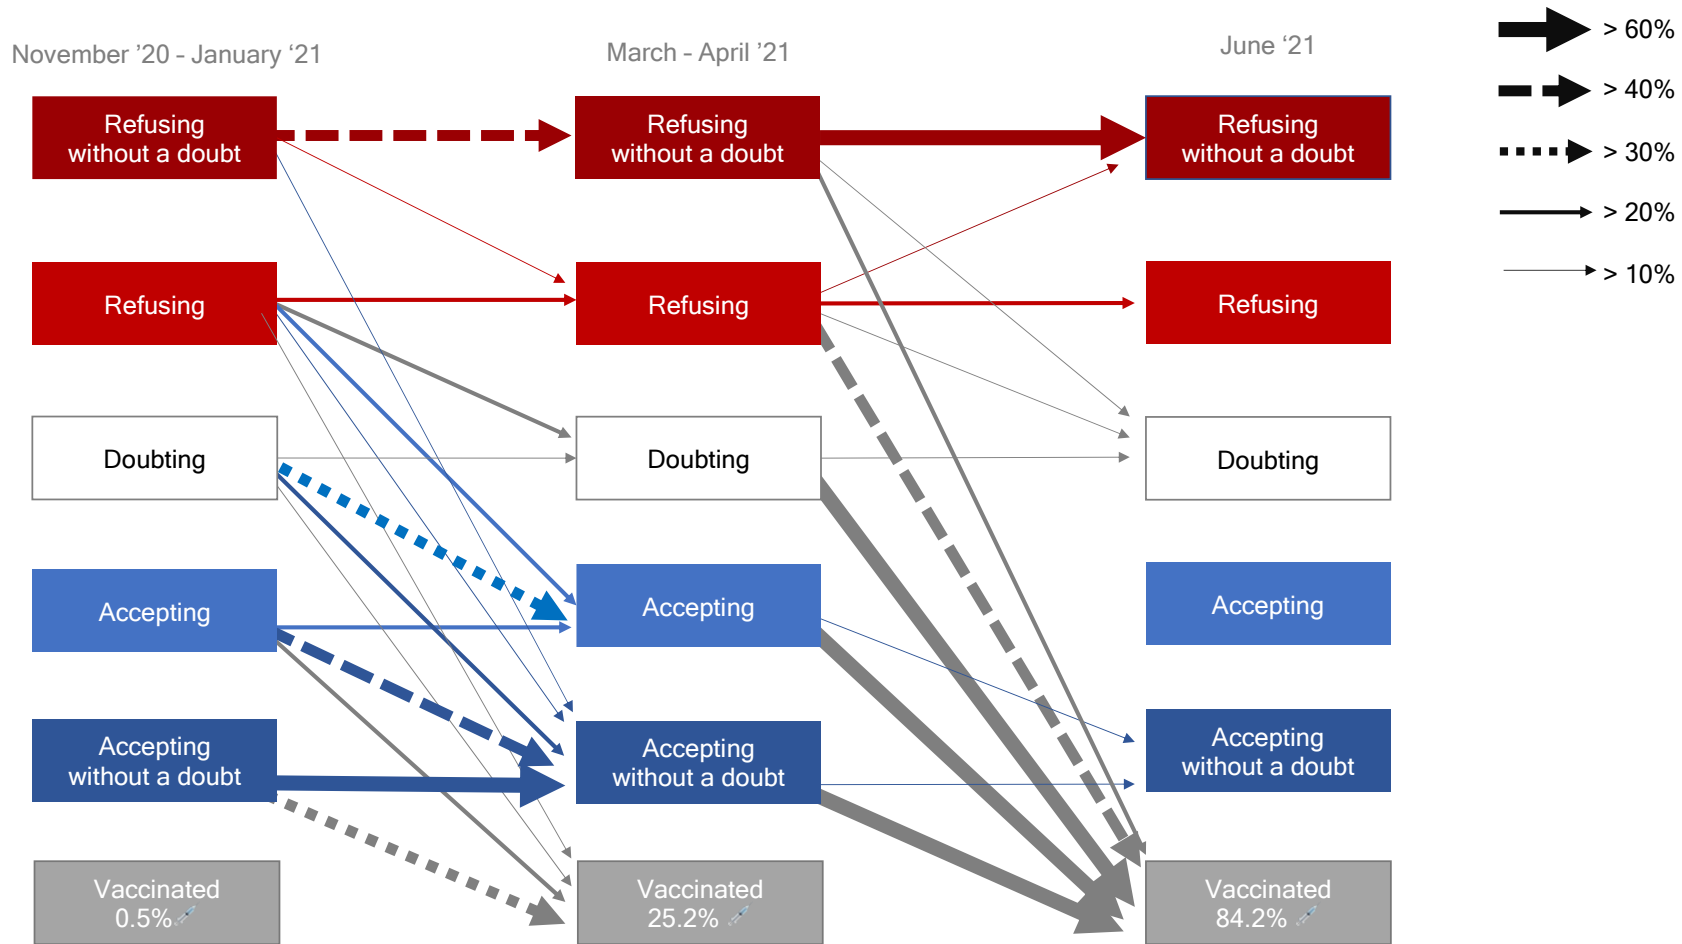 November ’20 - January ‘21
March - April ’21
June ‘21
> 60%
> 40%
> 30%
> 20%
> 10%
Refusing
without a doubt
Refusing
without a doubt
Refusing
without a doubt
Refusing
Refusing
Refusing
Doubting
Doubting
Doubting
Accepting
Accepting
Accepting
Accepting
without a doubt
Accepting
without a doubt
Accepting
without a doubt
Vaccinated
0.5%
Vaccinated
25.2%
Vaccinated
84.2%